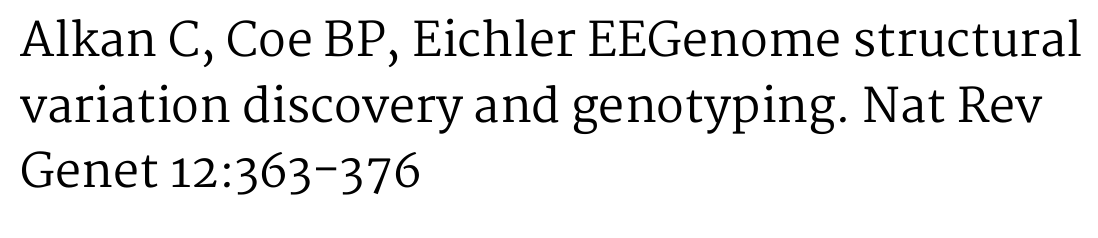 Alkan C, Coe BP, Eichler EEGenome structural
variation discovery and genotyping. Nat Rev
Genet 12:363–376